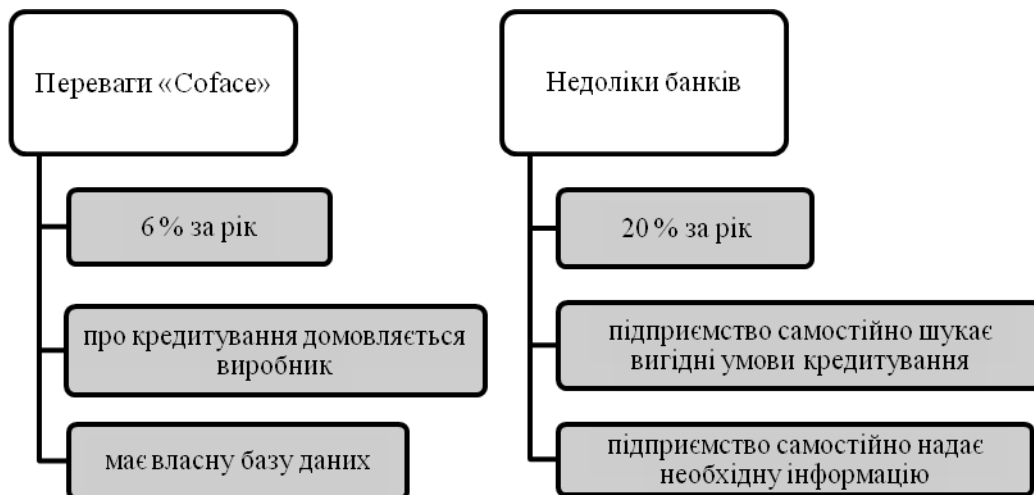 Переваги «Coface»
6 % за рік
про кредитування домовляється
виробник
має власну базу даних
Недоліки банків
20 % за рік
підприємство самостійно шукає
вигідні умови кредитування
підприємство самостійно надає
необхідну інформацію